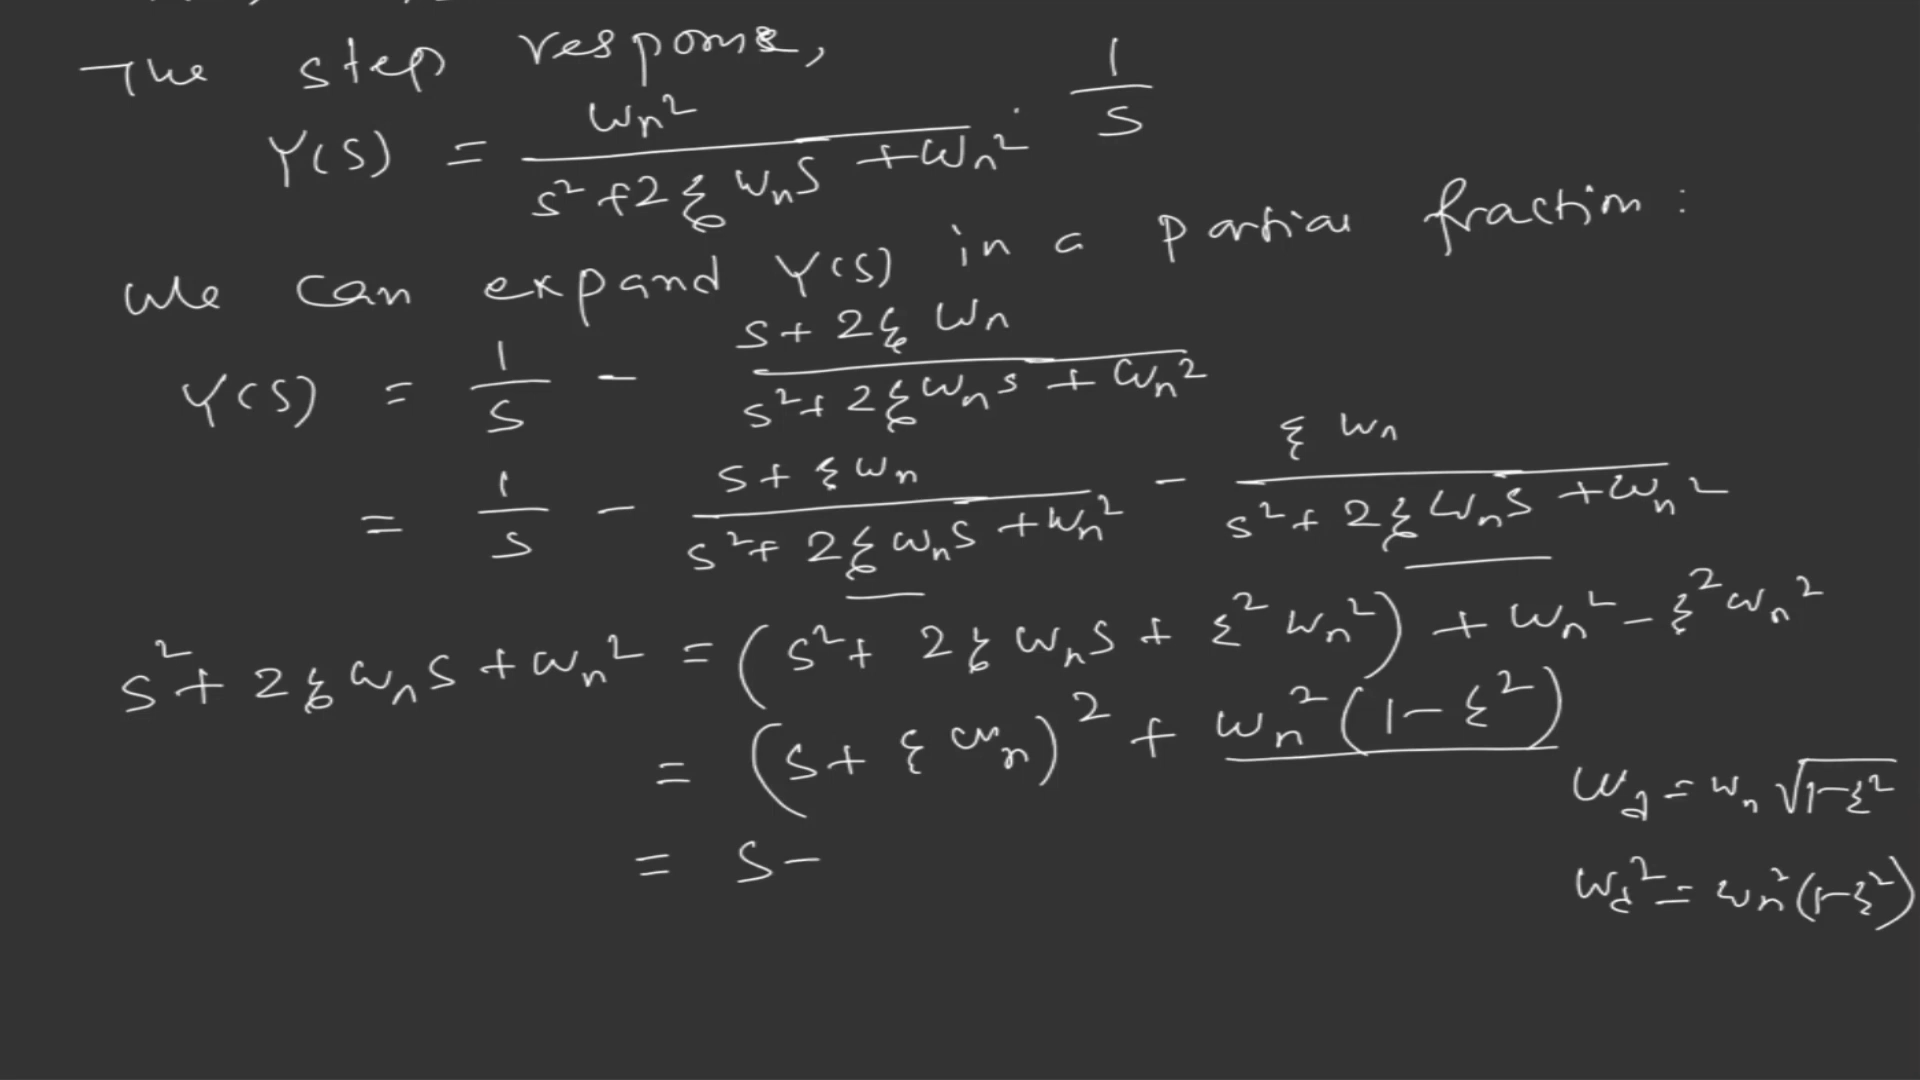 The step response,
Y(s) = ωn² / (s² + 2ξωns + ωn²) · 1/s
We can expand Y(s) in a partial fraction:
Y(s) = 1/s - (s + 2ξωn) / (s² + 2ξωns + ωn²)
= 1/s - (s + ξωn) / (s² + 2ξωns + ωn²) - ξωn / (s² + 2ξωns + ωn²)
s² + 2ξωns + ωn² = (s² + 2ξωns + ξ²ωn²) + ωn² - ξ²ωn²
= (s + ξωn)² + ωn²(1-ξ²)
ωd = ωn √(1-ξ²)
= s -
ωd² = ωn²(1-ξ²)